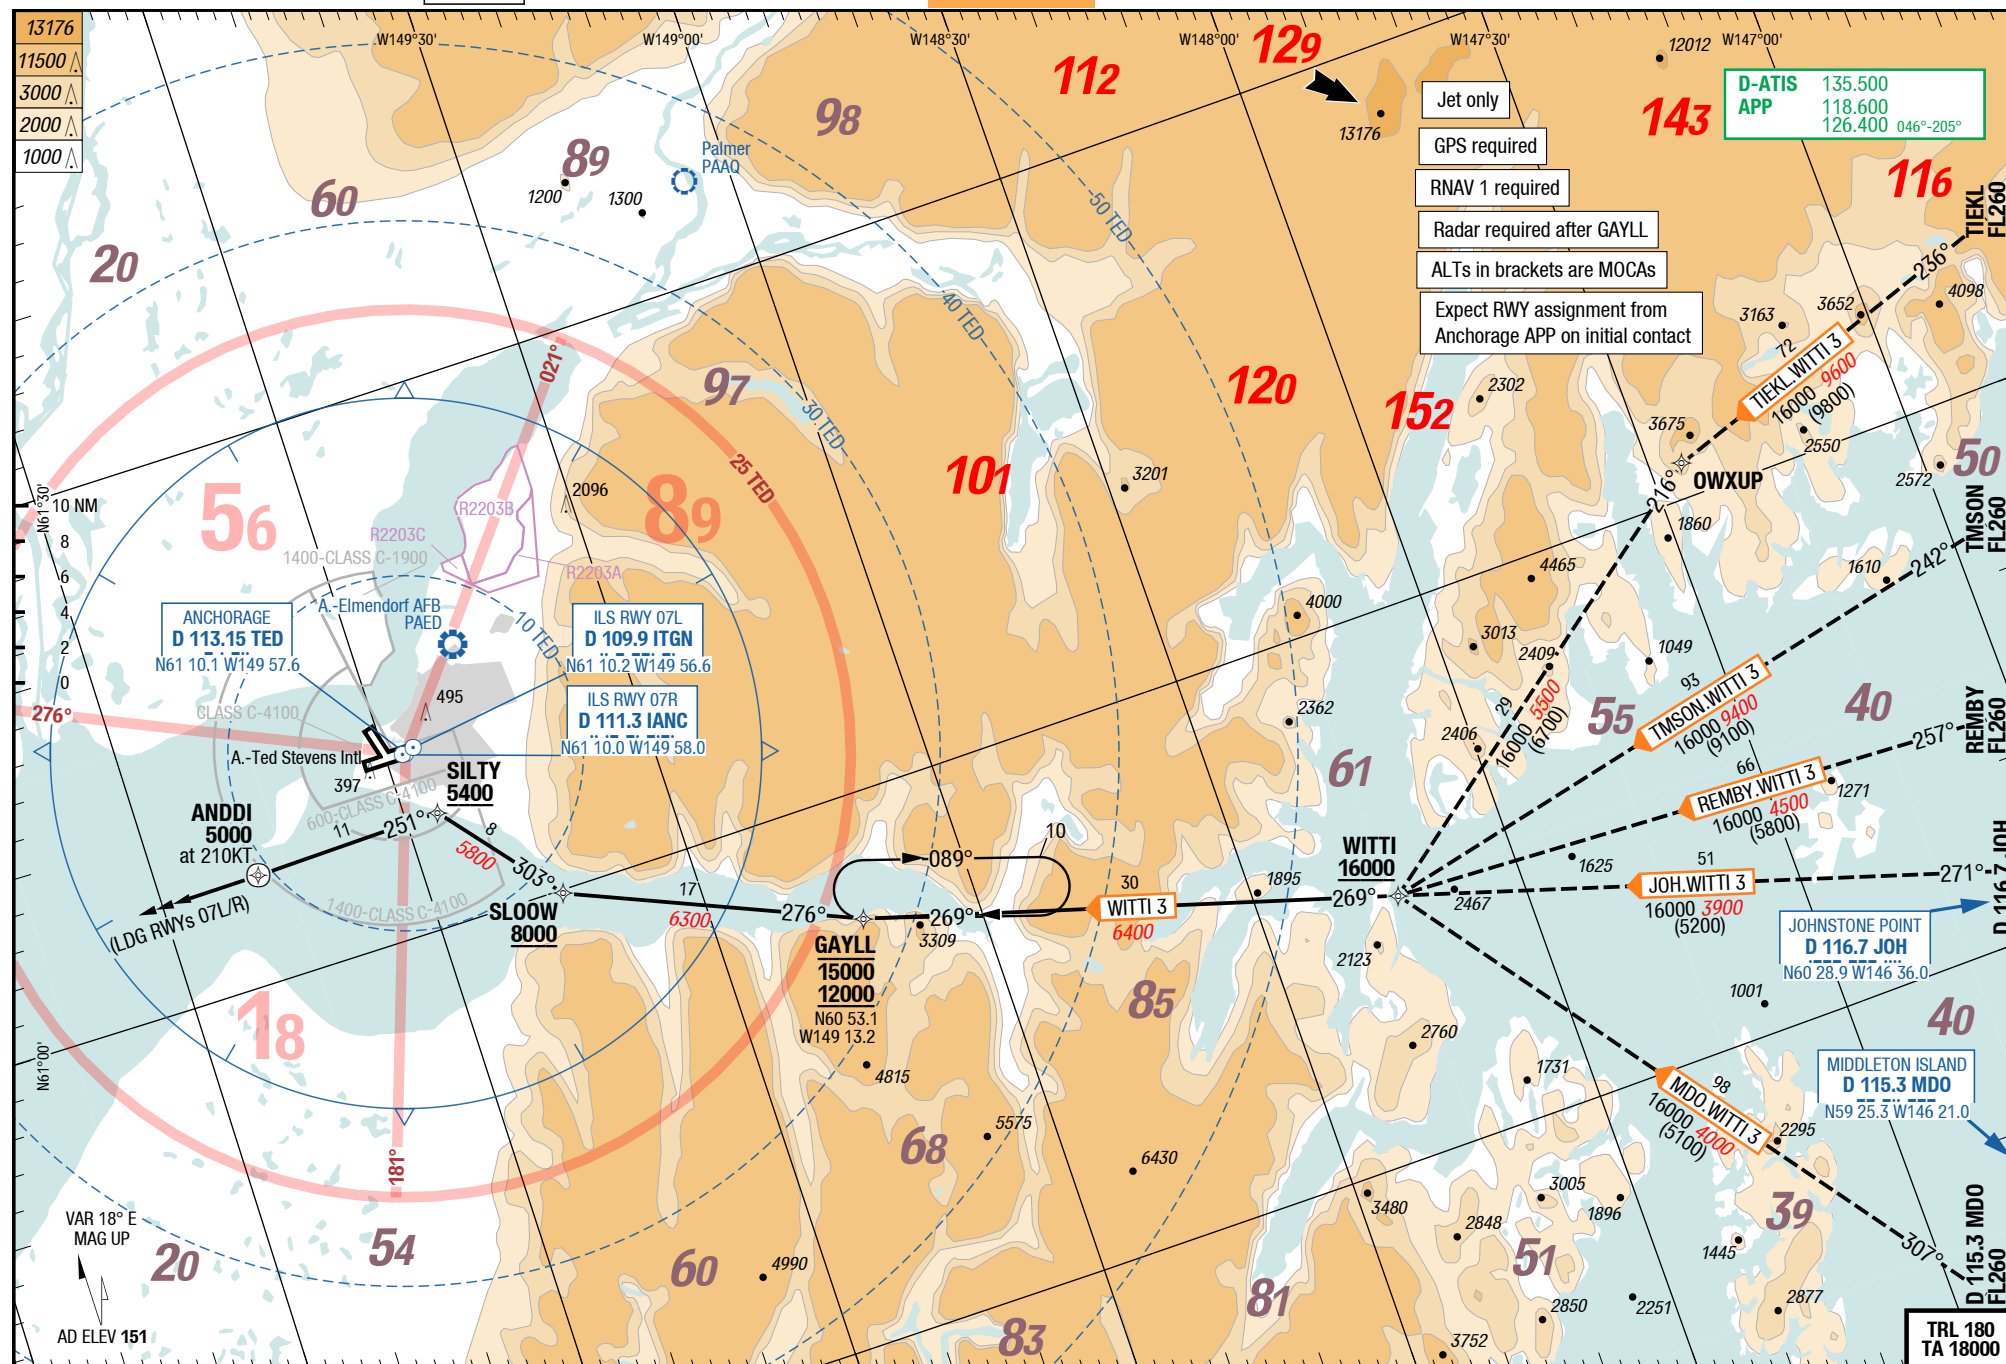 13176
11500
3000
2000
1000
W149°30'
W149°00'
W148°30'
W148°00'
W147°30'
W147°00'
129
112
98
89
60
20
143
116
13176
12012
D-ATIS 135.500
APP 118.600
126.400 046°-205°
Jet only
GPS required
RNAV 1 required
Radar required after GAYLL
ALTs in brackets are MOCAs
Expect RWY assignment from
Anchorage APP on initial contact
Palmer
PAAQ
1200
1300
50 TED
40 TED
30 TED
25 TED
10 TED
TIEKL
FL260
236°
4098
3652
3163
72
TIEKL.WITTI 3
16000 9600
(9800)
2550
2572
50
3675
OWXUP
216°
1860
2302
152
120
101
97
3201
021°
56
89
2096
R2203B
R2203C
R2203A
1400-CLASS C-1900
N61°30'
10 NM
8
6
4
2
0
ANCHORAGE
D 113.15 TED
N61 10.1 W149 57.6
A.-Elmendorf AFB
PAED
ILS RWY 07L
D 109.9 ITGN
N61 10.2 W149 56.6
ILS RWY 07R
D 111.3 IANC
N61 10.0 W149 58.0
276°
CLASS C-4100
495
A.-Ted Stevens Intl
397
600-CLASS C-4100
1400-CLASS C-4100
SILTY
5400
ANDDI
5000
at 210KT
11
251°
8
5800
303°
(LDG RWYs 07L/R)
SLOOW
8000
17
6300
276°
089°
10
269°
GAYLL
15000
12000
N60 53.1
W149 13.2
3309
4815
30
WITTI 3
6400
1895
269°
WITTI
16000
61
4000
2362
4465
3013
2409
2406
29
16000 5500
(6700)
1049
1610
55
TMSON
FL260
242°
93
TMSON.WITTI 3
16000 9400
(9100)
40
REMBY
FL260
257°
66
REMBY.WITTI 3
16000 4500
(5800)
1271
1625
51
JOH.WITTI 3
16000 3900
(5200)
271°
D 116.7 JOH
2467
2123
JOHNSTONE POINT
D 116.7 JOH
N60 28.9 W146 36.0
1001
40
MIDDLETON ISLAND
D 115.3 MDO
N59 25.3 W146 21.0
98
MDO.WITTI 3
16000 4000
(5100)
2295
307°
D 115.3 MDO
FL260
85
2760
1731
3005
1896
3480
2848
39
1445
51
2850
2251
2877
3752
81
83
68
5575
6430
60
4990
18
N61°00'
181°
54
20
VAR 18° E
MAG UP
AD ELEV 151
TRL 180
TA 18000